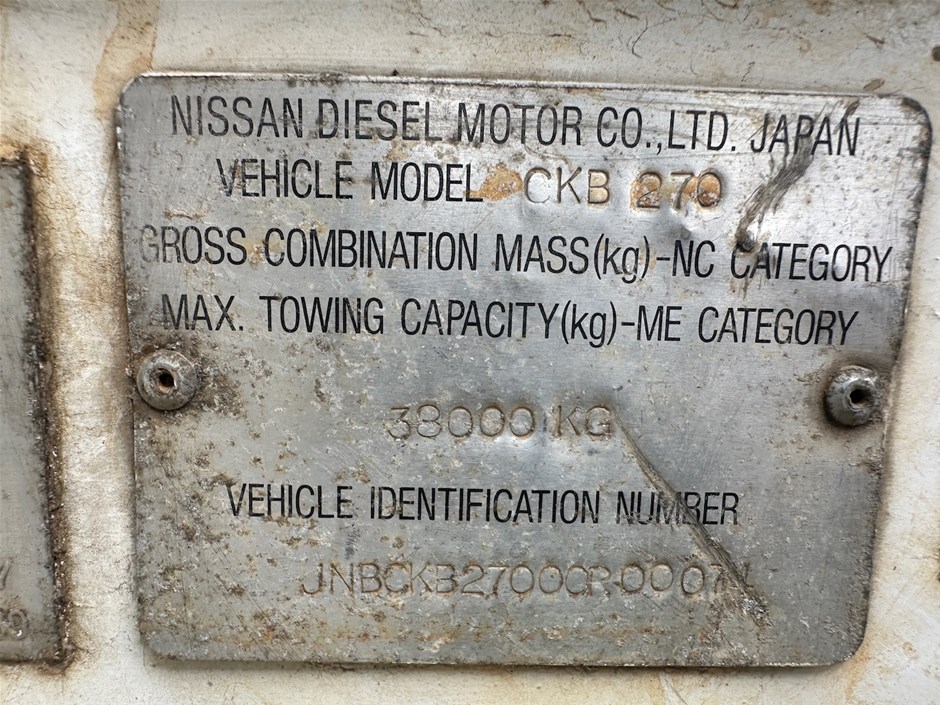 NISSAN DIESEL MOTOR CO.,LTD. JAPAN
VEHICLE MODEL CKB 270
GROSS COMBINATION MASS(kg)-NC CATEGORY
MAX. TOWING CAPACITY(kg)-ME CATEGORY
38000 KG
VEHICLE IDENTIFICATION NUMBER